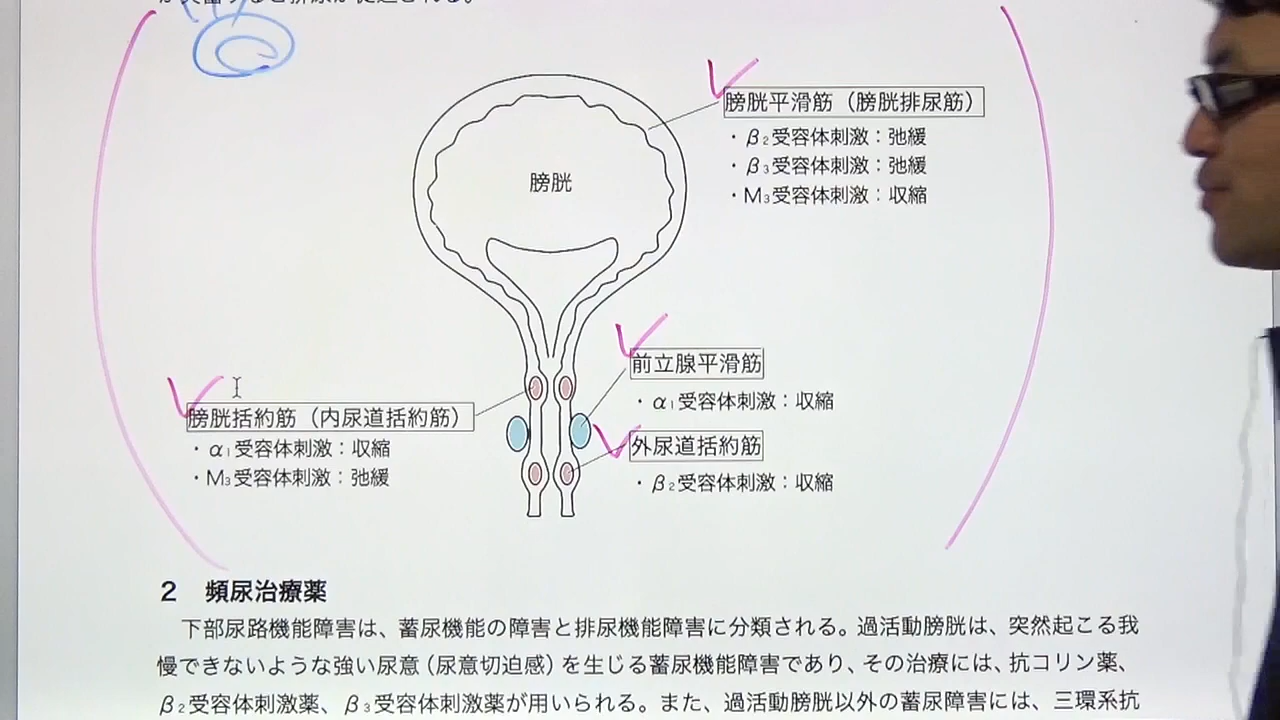 膀胱平滑筋（膀胱排尿筋）
・β₂受容体刺激：弛緩
・β₃受容体刺激：弛緩
・M₃受容体刺激：収縮
膀胱
前立腺平滑筋
・α₁受容体刺激：収縮
膀胱括約筋（内尿道括約筋）
・α₁受容体刺激：収縮
・M₃受容体刺激：弛緩
外尿道括約筋
・β₂受容体刺激：収縮
2 頻尿治療薬
下部尿路機能障害は、蓄尿機能の障害と排尿機能障害に分類される。過活動膀胱は、突然起こる我
慢できないような強い尿意（尿意切迫感）を生じる蓄尿機能障害であり、その治療には、抗コリン薬、
β₂受容体刺激薬、β₃受容体刺激薬が用いられる。また、過活動膀胱以外の蓄尿障害には、三環系抗